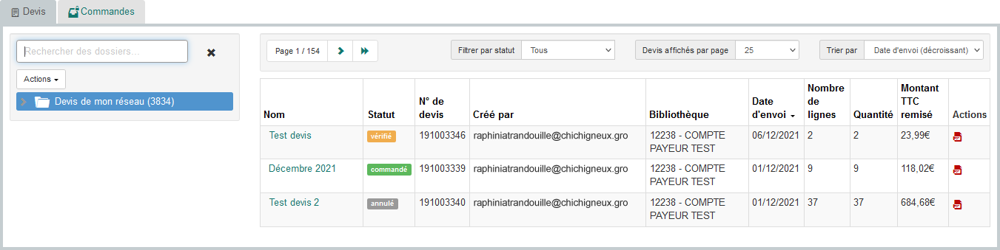 Devis
Commandes
Rechercher des dossiers...
Actions
Devis de mon réseau (3834)
Page 1 / 154
Filtrer par statut Tous
Devis affichés par page 25
Trier par Date d'envoi (décroissant)
Nom
Statut
N° de
devis
Créé par
Bibliothèque
Date
d'envoi
Nombre
de
lignes
Quantité
Montant
TTC
remisé
Actions
Test devis vérifié 191003346 raphiniatrandouille@chichigneux.gro 12238 - COMPTE 06/12/2021 2 2 23,99€
PAYEUR TEST
Décembre 2021 commandé 191003339 raphiniatrandouille@chichigneux.gro 12238 - COMPTE 01/12/2021 9 9 118,02€
PAYEUR TEST
Test devis 2 annulé 191003340 raphiniatrandouille@chichigneux.gro 12238 - COMPTE 01/12/2021 37 37 684,68€
PAYEUR TEST